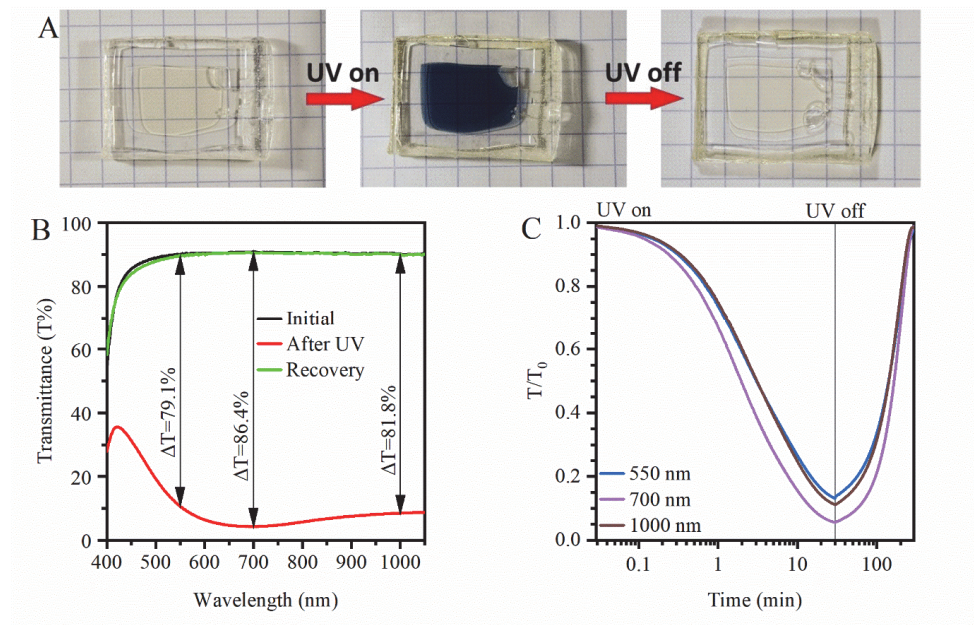 A
UV on
UV off
B
100
80
60
40
20
0
Transmittance (T%)
ΔT=79.1%
ΔT=86.4%
ΔT=81.8%
Initial
After UV
Recovery
400 500 600 700 800 900 1000
Wavelength (nm)
C
UV on
UV off
1.0
0.8
0.6
0.4
0.2
0.0
T/T0
550 nm
700 nm
1000 nm
0.1 1 10 100
Time (min)